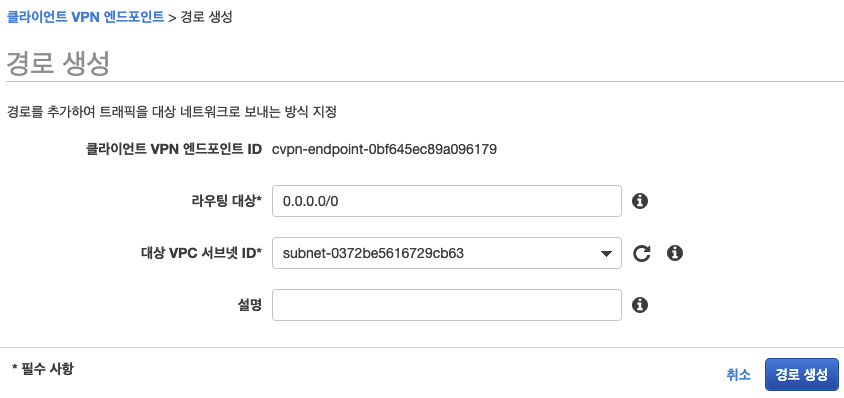 클라이언트 VPN 엔드포인트 > 경로 생성
경로 생성
경로를 추가하여 트래픽을 대상 네트워크로 보내는 방식 지정
클라이언트 VPN 엔드포인트 ID cvpn-endpoint-0bf645ec89a096179
라우팅 대상* 0.0.0.0/0
대상 VPC 서브넷 ID* subnet-0372be5616729cb63
설명
* 필수 사항
취소 경로 생성